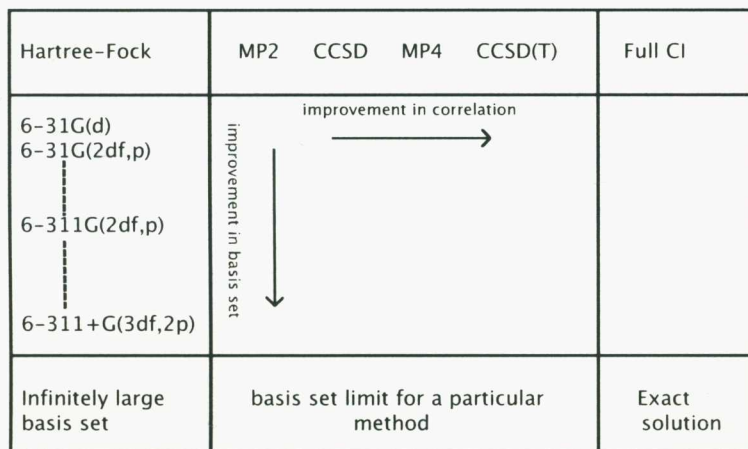 Hartree-Fock
MP2 CCSD MP4 CCSD(T)
Full CI
6-31G(d)
6-31G(2df,p)
6-311G(2df,p)
6-311+G(3df,2p)
improvement in correlation
improvement in basis set
Infinitely large
basis set
basis set limit for a particular
method
Exact
solution